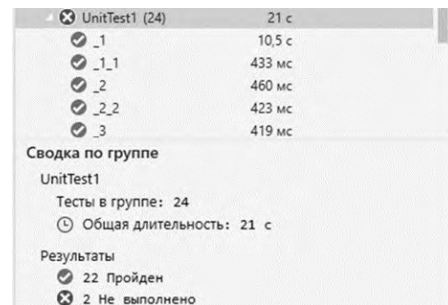 UnitTest1 (24) 21 с
_1 10,5 с
_1_1 433 мс
_2 460 мс
_2_2 423 мс
_3 419 мс
Сводка по группе
UnitTest1
Тесты в группе: 24
Общая длительность: 21 с
Результаты
22 Пройден
2 Не выполнено